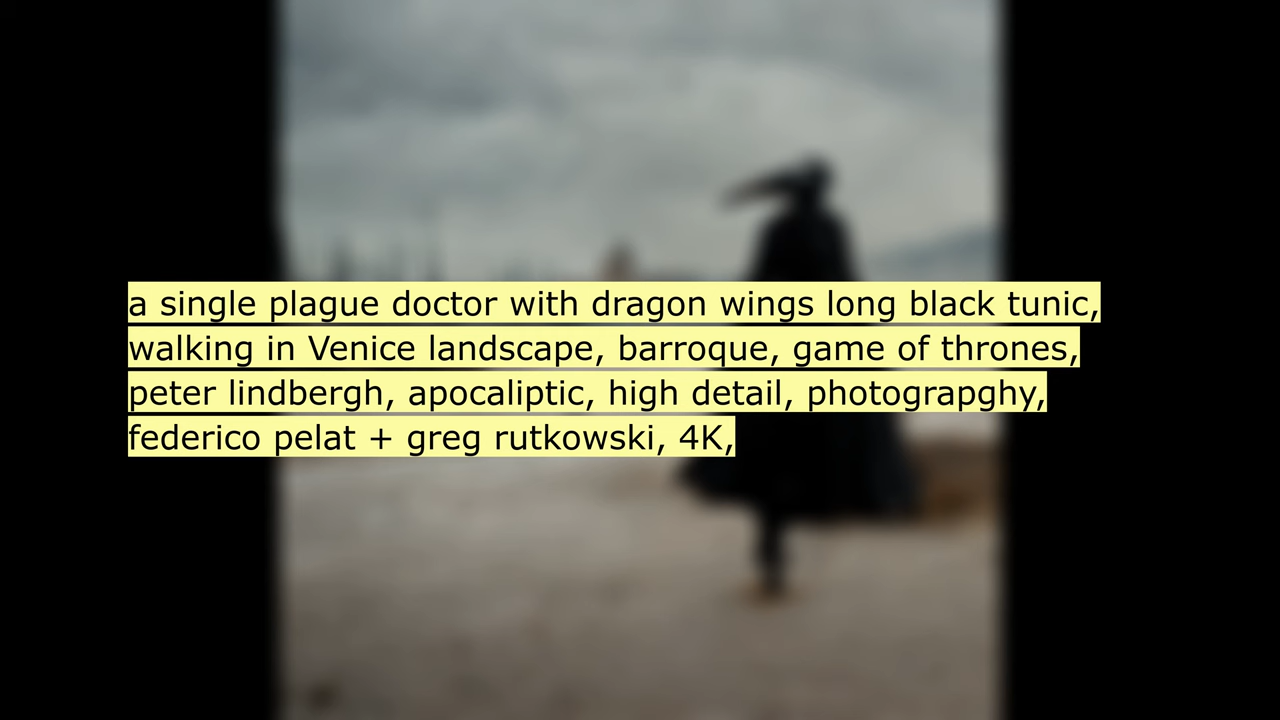 a single plague doctor with dragon wings long black tunic,
walking in Venice landscape, barroque, game of thrones,
peter lindbergh, apocaliptic, high detail, photograpghy,
federico pelat + greg rutkowski, 4K,